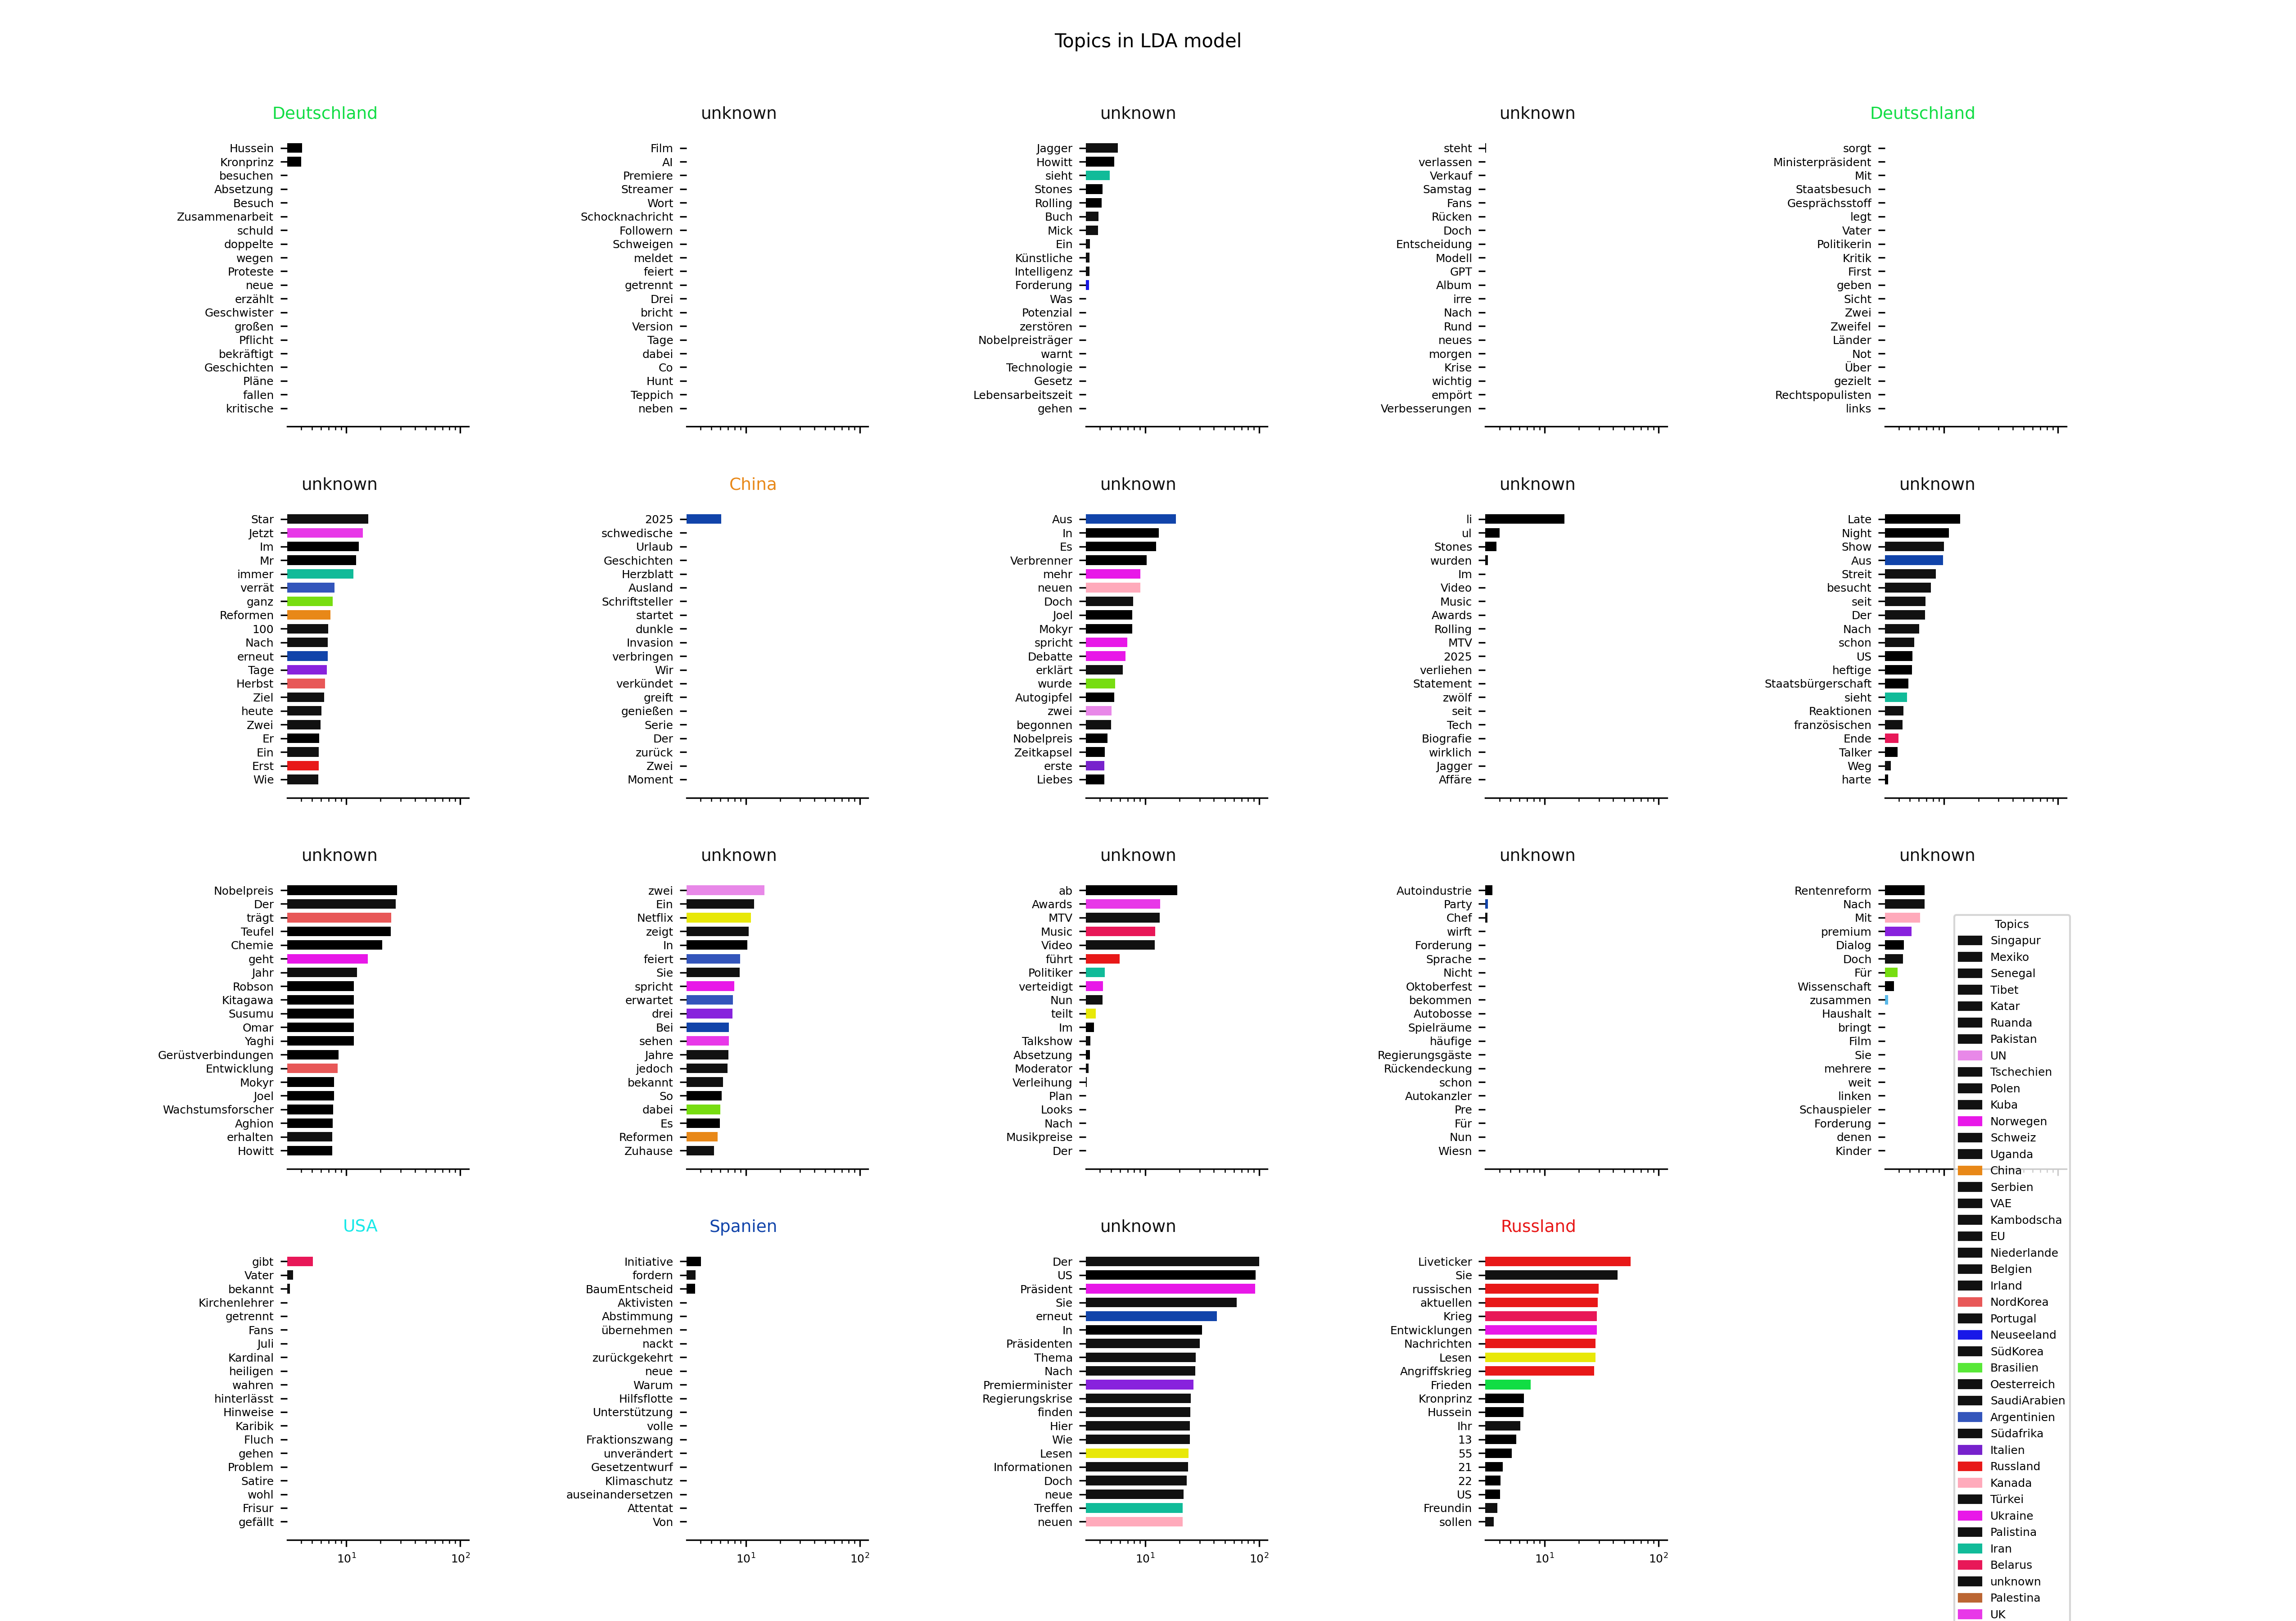 Topics in LDA model
Deutschland
Hussein
Kronprinz
besuchen
Absetzung
Besuch
Zusammenarbeit
schuld
doppelte
wegen
Proteste
neue
erzählt
Geschwister
großen
Pflicht
bekräftigt
Geschichten
Pläne
fallen
kritische
unknown
Film
AI
Premiere
Streamer
Wort
Schocknachricht
Followern
Schweigen
meldet
feiert
getrennt
Drei
bricht
Version
Tage
dabei
Co
Hunt
Teppich
neben
unknown
Jagger
Howitt
sieht
Stones
Rolling
Buch
Mick
Ein
Künstliche
Intelligenz
Forderung
Was
Potenzial
zerstören
Nobelpreisträger
warnt
Technologie
Gesetz
Lebensarbeitszeit
gehen
unknown
steht
verlassen
Verkauf
Samstag
Fans
Rücken
Doch
Entscheidung
Modell
GPT
Album
irre
Nach
Rund
neues
morgen
Krise
wichtig
empört
Verbesserungen
Deutschland
sorgt
Ministerpräsident
Mit
Staatsbesuch
Gesprächsstoff
legt
Vater
Politikerin
Kritik
First
geben
Sicht
Zwei
Zweifel
Länder
Not
Über
gezielt
Rechtspopulisten
links
unknown
Star
Jetzt
Im
Mr
immer
verrät
ganz
Reformen
100
Nach
erneut
Tage
Herbst
Ziel
heute
Zwei
Er
Ein
Erst
Wie
China
2025
schwedische
Urlaub
Geschichten
Herzblatt
Ausland
Schriftsteller
startet
dunkle
Invasion
verbringen
Wir
verkündet
greift
genießen
Serie
Der
zurück
Zwei
Moment
unknown
Aus
In
Es
Verbrenner
mehr
neuen
Doch
Joel
Mokyr
spricht
Debatte
erklärt
wurde
Autogipfel
zwei
begonnen
Nobelpreis
Zeitkapsel
erste
Liebes
unknown
li
ul
Stones
wurden
Im
Video
Music
Awards
Rolling
MTV
2025
verliehen
Statement
zwölf
seit
Tech
Biografie
wirklich
Jagger
Affäre
unknown
Late
Night
Show
Aus
Streit
besucht
seit
Der
Nach
schon
US
heftige
Staatsbürgerschaft
sieht
Reaktionen
französischen
Ende
Talker
Weg
harte
unknown
Nobelpreis
Der
trägt
Teufel
Chemie
geht
Jahr
Robson
Kitagawa
Susumu
Omar
Yaghi
Gerüstverbindungen
Entwicklung
Mokyr
Joel
Wachstumsforscher
Aghion
erhalten
Howitt
unknown
zwei
Ein
Netflix
zeigt
In
feiert
Sie
spricht
erwartet
drei
Bei
sehen
Jahre
jedoch
bekannt
So
dabei
Es
Reformen
Zuhause
unknown
ab
Awards
MTV
Music
Video
führt
Politiker
verteidigt
Nun
teilt
Im
Talkshow
Absetzung
Moderator
Verleihung
Plan
Looks
Nach
Musikpreise
Der
unknown
Autoindustrie
Party
Chef
wirft
Forderung
Sprache
Nicht
Oktoberfest
bekommen
Autobosse
Spielräume
häufige
Regierungsgäste
Rückendeckung
schon
Autokanzler
Pre
Für
Nun
Wiesn
unknown
Rentenreform
Nach
Mit
premium
Dialog
Doch
Für
Wissenschaft
zusammen
Haushalt
bringt
Film
Sie
mehrere
weit
linken
Schauspieler
Forderung
denen
Kinder
USA
gibt
Vater
bekannt
Kirchenlehrer
getrennt
Fans
Juli
Kardinal
heiligen
wahren
hinterlässt
Hinweise
Karibik
Fluch
gehen
Problem
Satire
wohl
Frisur
gefällt
10¹ 10²
Spanien
Initiative
fordern
BaumEntscheid
Aktivisten
Abstimmung
übernehmen
nackt
zurückgekehrt
neue
Warum
Hilfsflotte
Unterstützung
volle
Fraktionszwang
unverändert
Gesetzentwurf
Klimaschutz
auseinandersetzen
Attentat
Von
10¹ 10²
unknown
Der
US
Präsident
Sie
erneut
In
Präsidenten
Thema
Nach
Premierminister
Regierungskrise
finden
Hier
Wie
Lesen
Informationen
Doch
neue
Treffen
neuen
10¹ 10²
Russland
Liveticker
Sie
russischen
aktuellen
Krieg
Entwicklungen
Nachrichten
Lesen
Angriffskrieg
Frieden
Kronprinz
Hussein
Ihr
13
55
21
22
US
Freundin
sollen
10¹ 10²
Topics
Singapur
Mexiko
Senegal
Tibet
Katar
Ruanda
Pakistan
UN
Tschechien
Polen
Kuba
Norwegen
Schweiz
Uganda
China
Serbien
VAE
Kambodscha
EU
Niederlande
Belgien
Irland
NordKorea
Portugal
Neuseeland
SüdKorea
Brasilien
Oesterreich
SaudiArabien
Argentinien
Südafrika
Italien
Russland
Kanada
Türkei
Ukraine
Palistina
Iran
Belarus
unknown
Palestina
UK